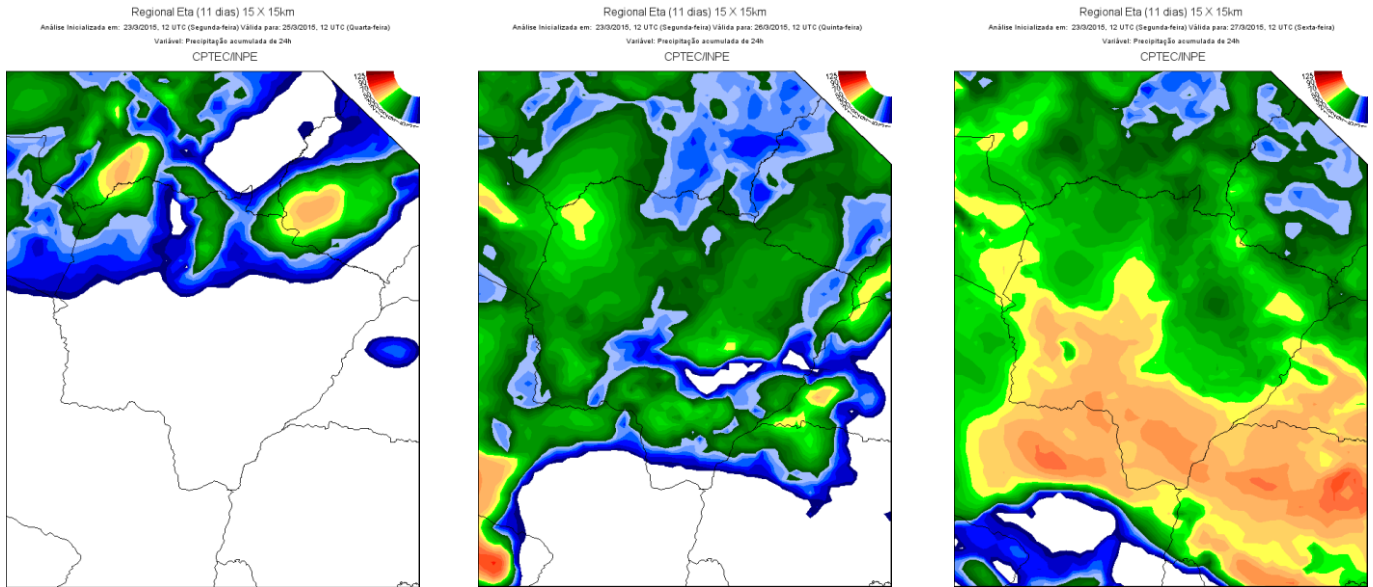 Regional Eta (11 dias) 15 X 15km
Análise Inicializada em: 23/3/2015, 12 UTC (Segunda-feira) Válida para: 25/3/2015, 12 UTC (Quarta-feira)
Variável: Precipitação acumulada de 24h
CPTEC/INPE
125
Regional Eta (11 dias) 15 X 15km
Análise Inicializada em: 23/3/2015, 12 UTC (Segunda-feira) Válida para: 26/3/2015, 12 UTC (Quinta-feira)
Variável: Precipitação acumulada de 24h
CPTEC/INPE
125
Regional Eta (11 dias) 15 X 15km
Análise Inicializada em: 23/3/2015, 12 UTC (Segunda-feira) Válida para: 27/3/2015, 12 UTC (Sexta-feira)
Variável: Precipitação acumulada de 24h
CPTEC/INPE
125